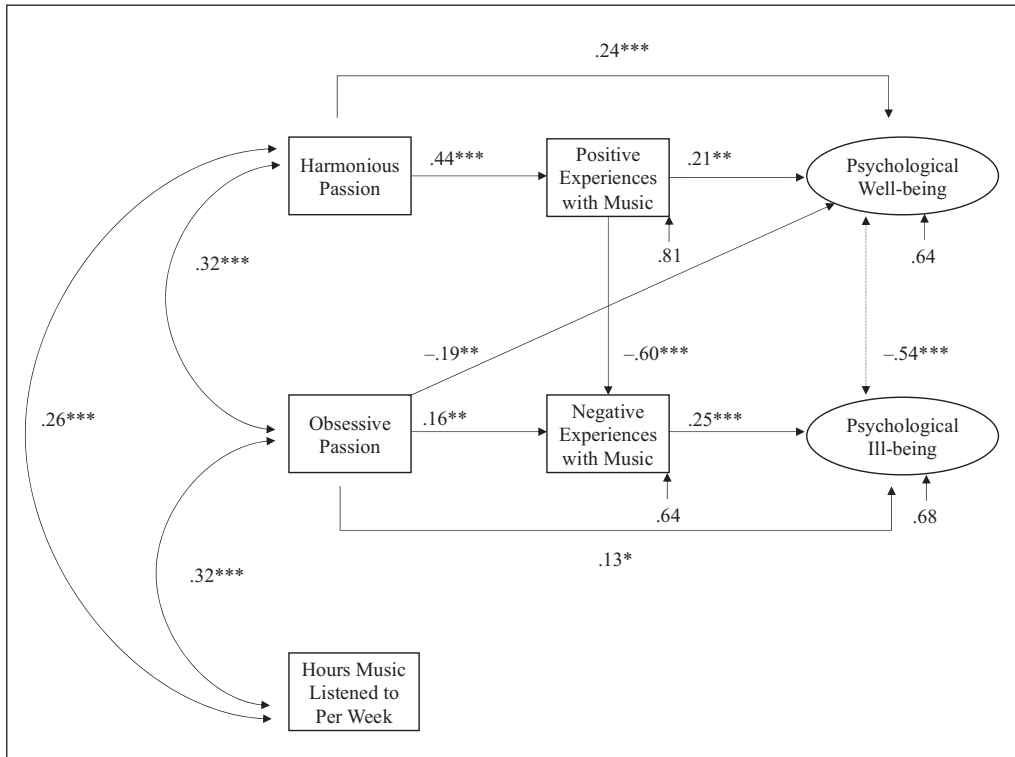 .24***
Harmonious
Passion
.44***
Positive
Experiences
with Music
.21**
Psychological
Well-being
.81
.64
.32***
–.19**
–.60***
–.54***
.26***
Obsessive
Passion
.16**
Negative
Experiences
with Music
.25***
Psychological
Ill-being
.64
.68
.13*
.32***
Hours Music
Listened to
Per Week